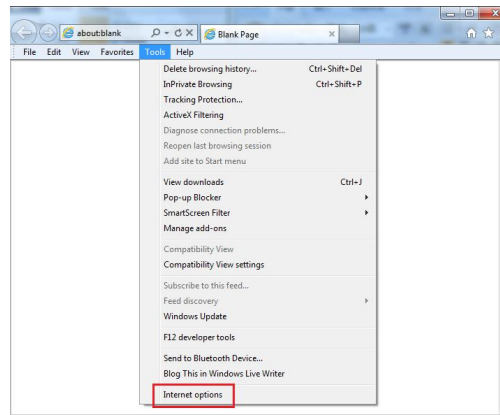 about:blank
Blank Page
File Edit View Favorites Tools Help
Delete browsing history... Ctrl+Shift+Del
InPrivate Browsing Ctrl+Shift+P
Tracking Protection...
ActiveX Filtering
Diagnose connection problems...
Reopen last browsing session
Add site to Start menu
View downloads Ctrl+J
Pop-up Blocker
SmartScreen Filter
Manage add-ons
Compatibility View
Compatibility View settings
Subscribe to this feed...
Feed discovery
Windows Update
F12 developer tools
Send to Bluetooth Device...
Blog This in Windows Live Writer
Internet options